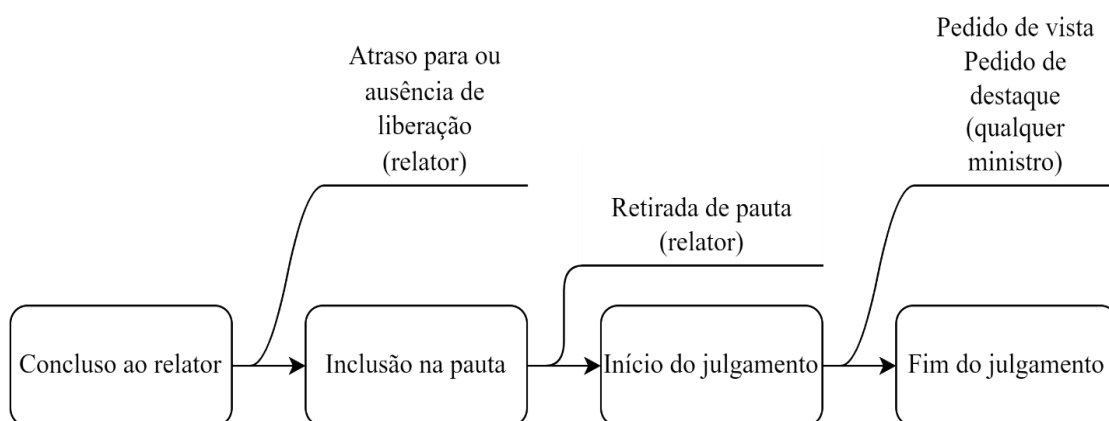 Pedido de vista
Pedido de
destaque
(qualquer
ministro)
Atraso para ou
ausência de
liberação
(relator)
Retirada de pauta
(relator)
Concluso ao relator
Inclusão na pauta
Início do julgamento
Fim do julgamento